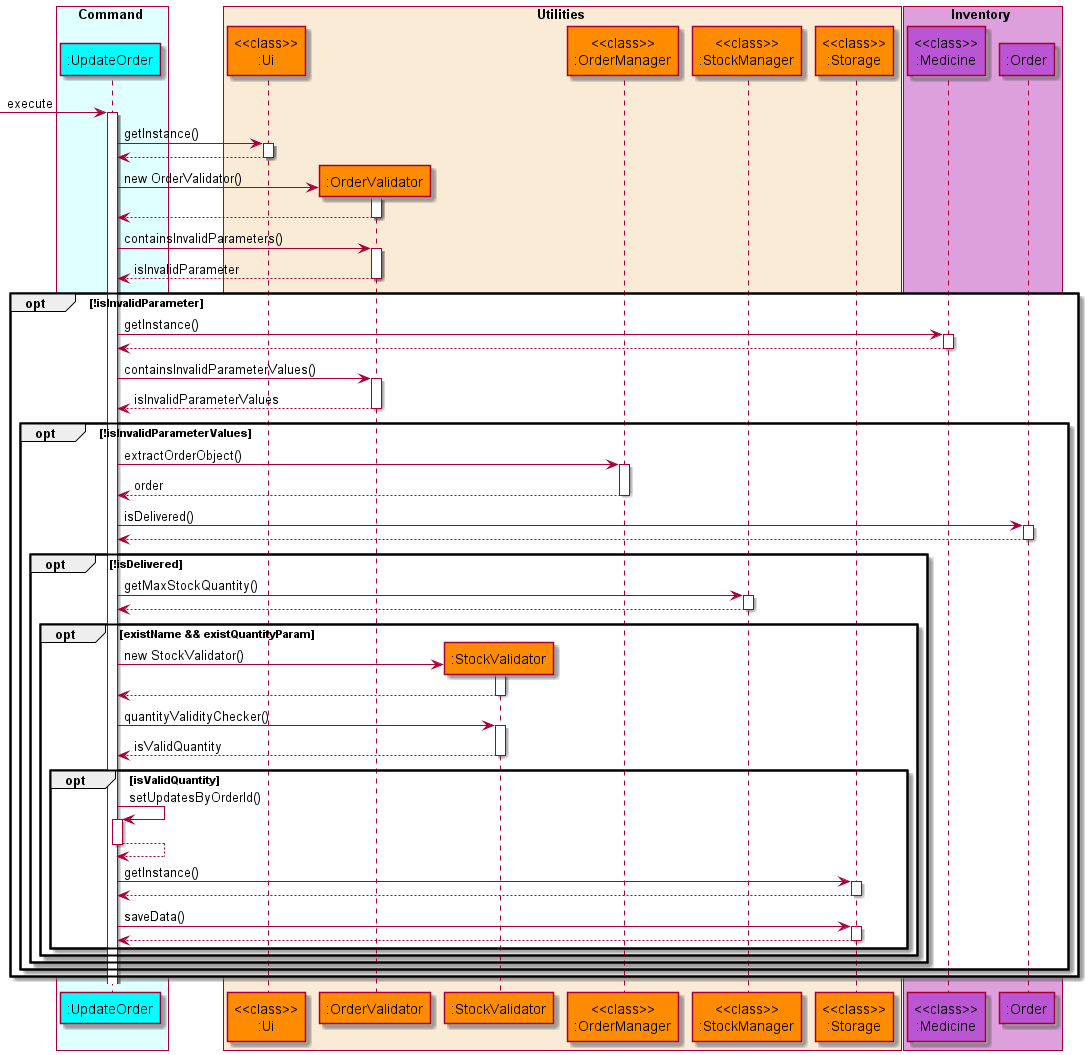 Command
Utilities
Inventory
:UpdateOrder
<<class>>
:Ui
<<class>>
:OrderManager
<<class>>
:StockManager
<<class>>
:Storage
<<class>>
:Medicine
:Order
execute
getInstance()
new OrderValidator()
:OrderValidator
containsInvalidParameters()
isInvalidParameter
opt
[!isInvalidParameter]
getInstance()
containsInvalidParameterValues()
isInvalidParameterValues
opt
[!isInvalidParameterValues]
extractOrderObject()
order
isDelivered()
opt
[!isDelivered]
getMaxStockQuantity()
opt
[existName && existQuantityParam]
new StockValidator()
:StockValidator
quantityValidityChecker()
isValidQuantity
opt
[isValidQuantity]
setUpdatesByOrderId()
getInstance()
saveData()
:UpdateOrder
<<class>>
:Ui
:OrderValidator
:StockValidator
<<class>>
:OrderManager
<<class>>
:StockManager
<<class>>
:Storage
<<class>>
:Medicine
:Order